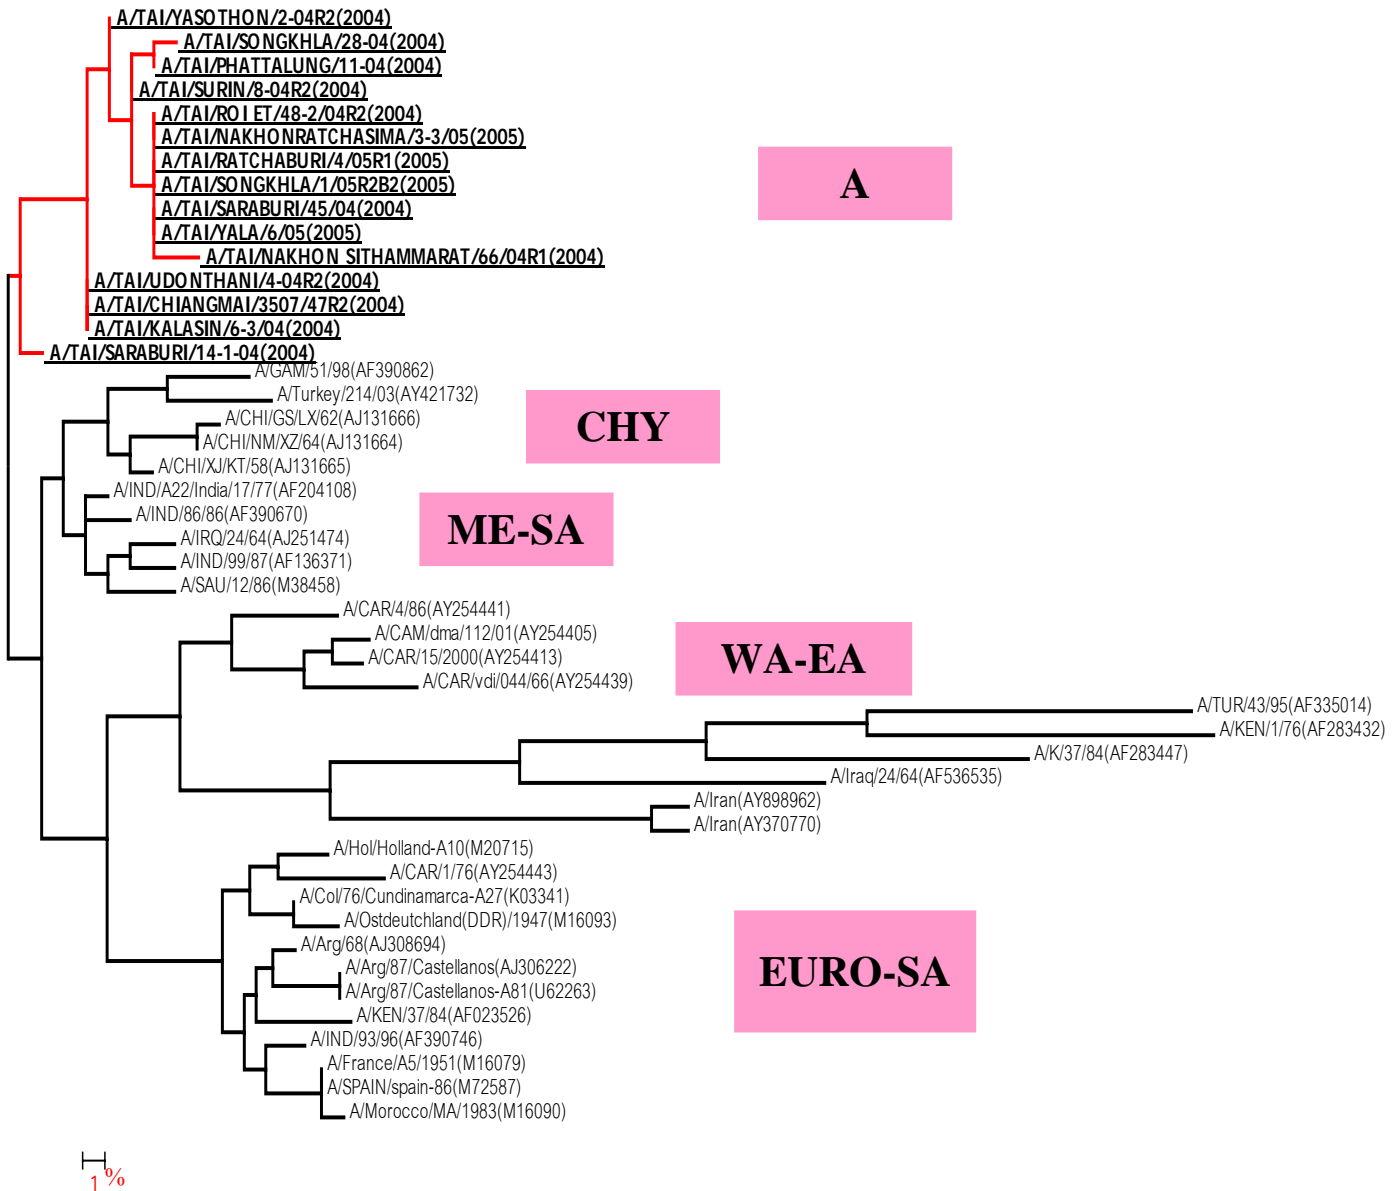 A/TAI/YASOTHON/2-04R2(2004)
A/TAI/SONGKHLA/28-04(2004)
A/TAI/PHATTALUNG/11-04(2004)
A/TAI/SURIN/8-04R2(2004)
A/TAI/ROI ET/48-2/04R2(2004)
A/TAI/NAKHONRATCHASIMA/3-3/05(2005)
A/TAI/RATCHABURI/4/05R1(2005)
A
A/TAI/SONGKHLA/1/05R2B2(2005)
A/TAI/SARABURI/45/04(2004)
A/TAI/YALA/6/05(2005)
A/TAI/NAKHON SITHAMMARAT/66/04R1(2004)
A/TAI/UDONTHANI/4-04R2(2004)
A/TAI/CHIANGMAI/3507/47R2(2004)
A/TAI/KALASIN/6-3/04(2004)
A/TAI/SARABURI/14-1-04(2004)
A/GAM/51/98(AF390862)
A/Turkey/214/03(AY421732)
A/CHI/GS/LX/62(AJ131666)
CHY
A/CHI/NM/XZ/64(AJ131664)
A/CHI/XJ/KT/58(AJ131665)
A/IND/A22/India/17/77(AF204108)
A/IND/86/86(AF390670)
ME-SA
A/IRQ/24/64(AJ251474)
A/IND/99/87(AF136371)
A/SAU/12/86(M38458)
A/CAR/4/86(AY254441)
A/CAM/dma/112/01(AY254405)
A/CAR/15/2000(AY254413)
WA-EA
A/CAR/vdi/044/66(AY254439)
A/TUR/43/95(AF335014)
A/KEN/1/76(AF283432)
A/K/37/84(AF283447)
A/Iraq/24/64(AF536535)
A/Iran(AY898962)
A/Iran(AY370770)
A/Hol/Holland-A10(M20715)
A/CAR/1/76(AY254443)
A/Col/76/Cundinamarca-A27(K03341)
A/Ostdeutchland(DDR)/1947(M16093)
A/Arg/68(AJ308694)
A/Arg/87/Castellanos(AJ306222)
EURO-SA
A/Arg/87/Castellanos-A81(U62263)
A/KEN/37/84(AF023526)
A/IND/93/96(AF390746)
A/France/A5/1951(M16079)
A/SPAIN/spain-86(M72587)
A/Morocco/MA/1983(M16090)
1 %